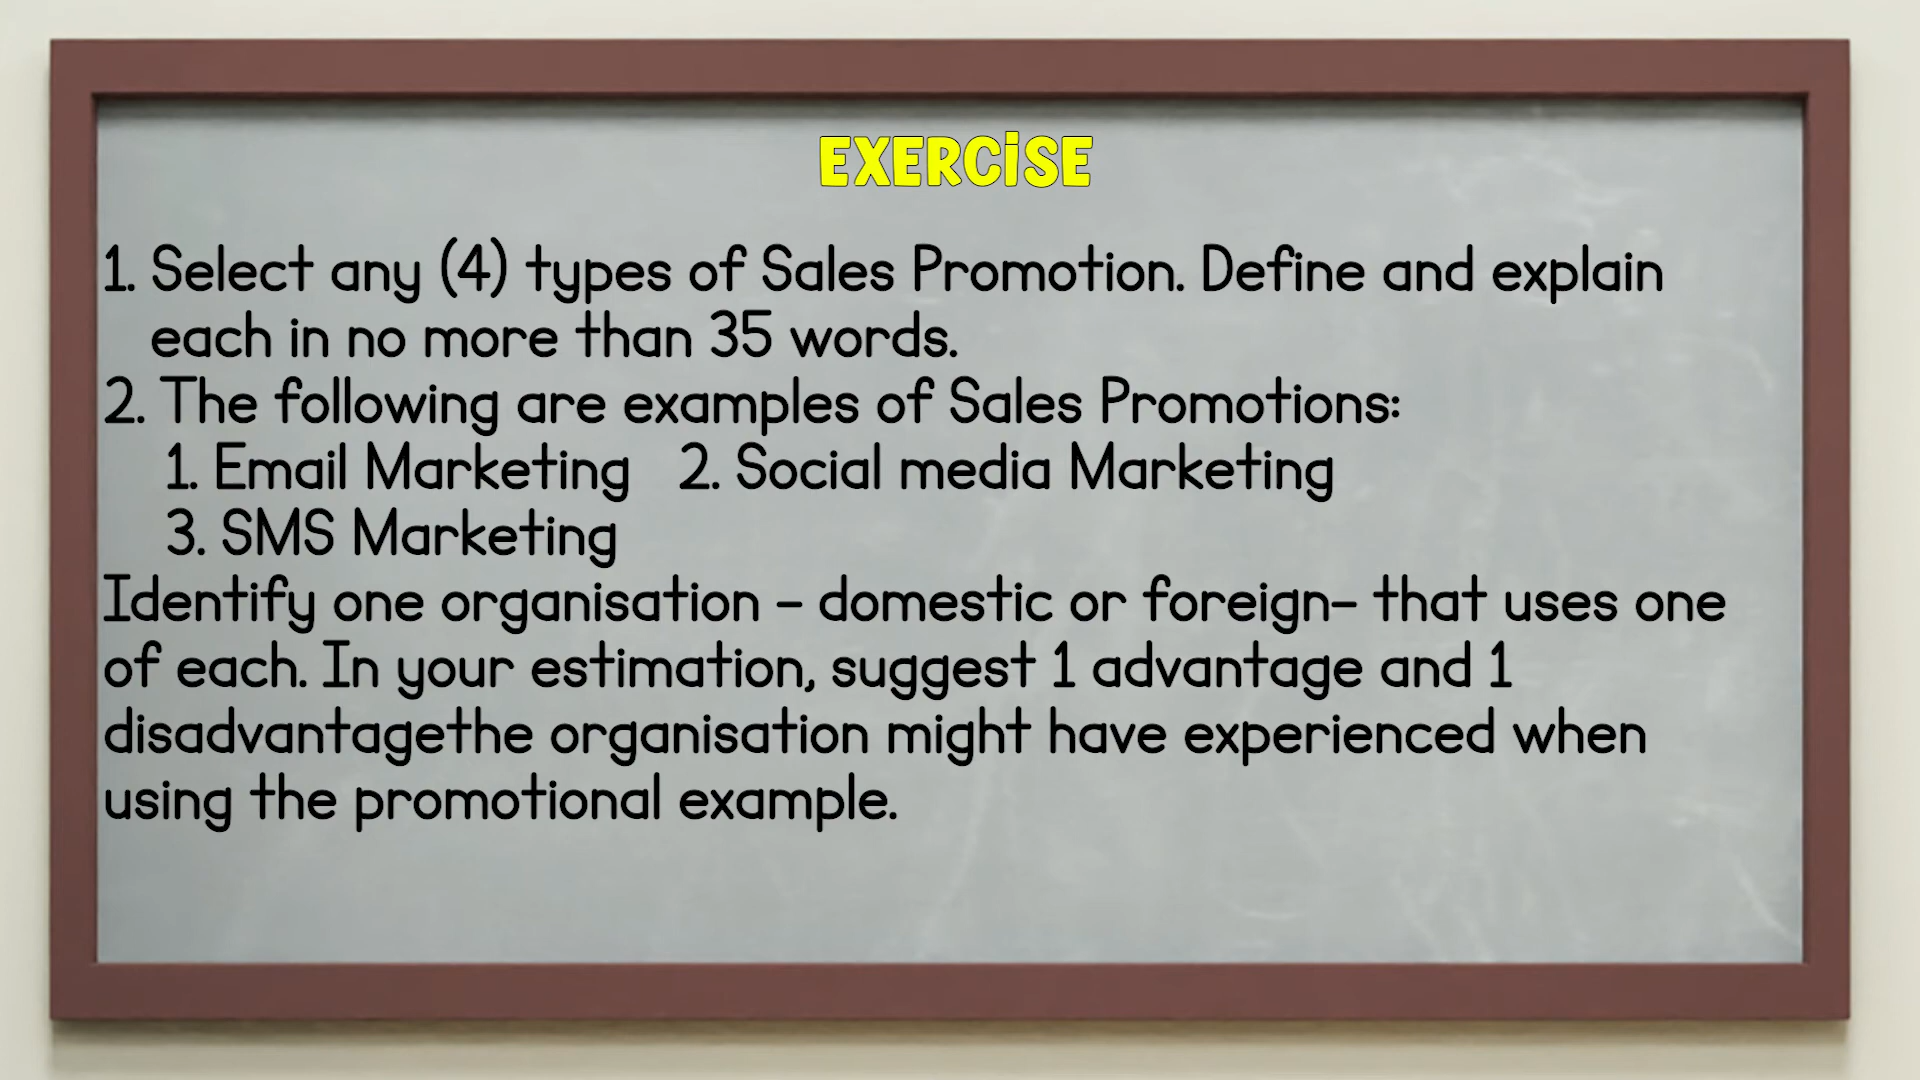 EXERCISE
1. Select any (4) types of Sales Promotion. Define and explain
each in no more than 35 words.
2. The following are examples of Sales Promotions:
1. Email Marketing 2. Social media Marketing
3. SMS Marketing
Identify one organisation - domestic or foreign- that uses one
of each. In your estimation, suggest 1 advantage and 1
disadvantagethe organisation might have experienced when
using the promotional example.